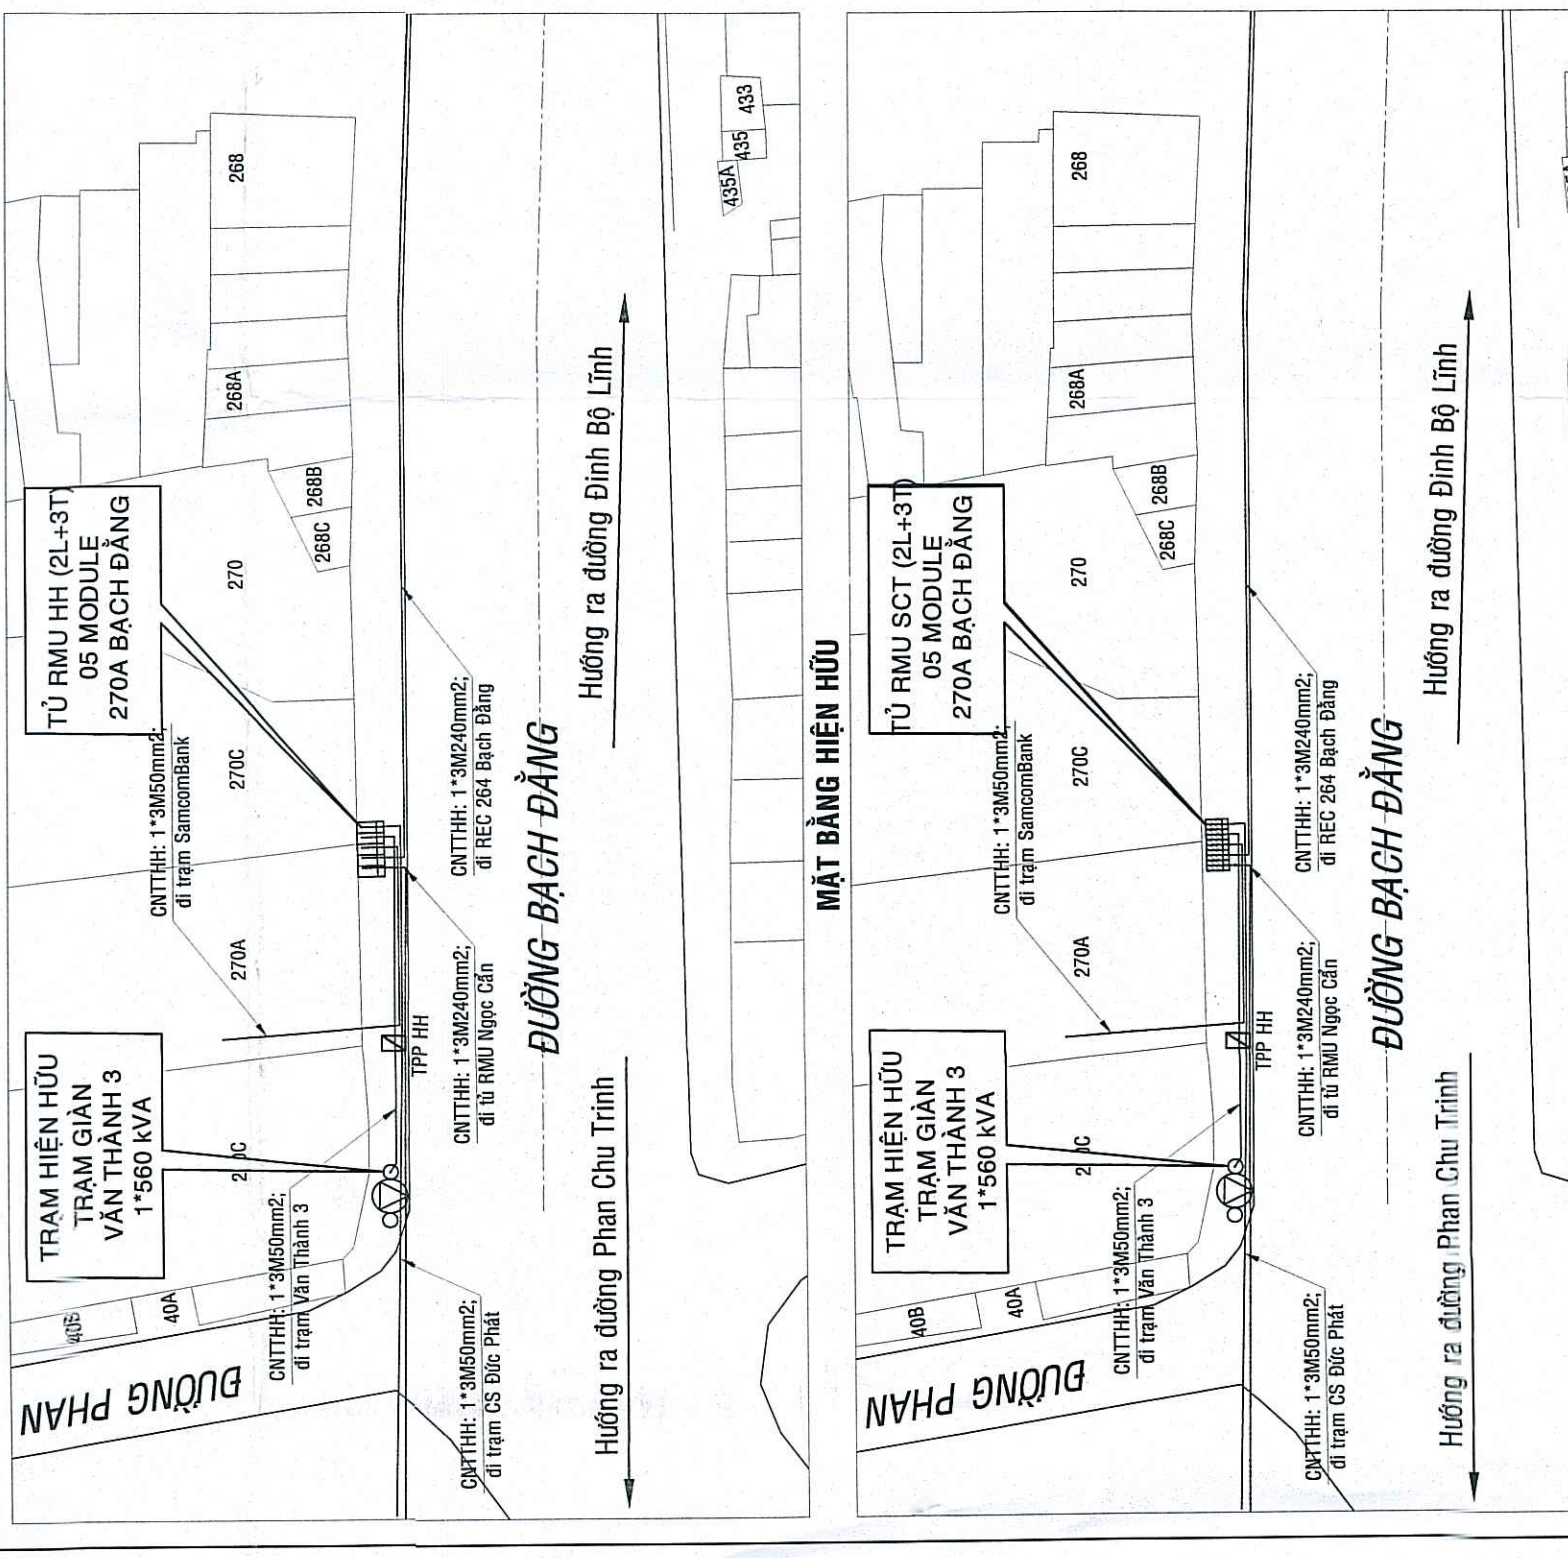 TỦ RMU HH (2L+3T)
05 MODULE
270A BẠCH ĐẰNG
TRẠM HIỆN HỮU
TRẠM GIÀN
VĂN THÀNH 3
1*560 kVA
CNTTHH: 1*3M50mm2;
đi trạm SamcomBank
CNTTHH: 1*3M240mm2;
đi REC 264 Bạch Đằng
CNTTHH: 1*3M240mm2;
đi tủ RMU Ngọc Cẩn
CNTTHH: 1*3M50mm2;
đi trạm Văn Thành 3
CNTTHH: 1*3M50mm2;
đi trạm CS Đức Phát
TPP HH
268
268A
268B
268C
270
270C
270A
40B
40A
433
435
435A
ĐƯỜNG PHAN
ĐƯỜNG BẠCH ĐẰNG
Hướng ra đường Đinh Bộ Lĩnh
Hướng ra đường Phan Chu Trinh
MẶT BẰNG HIỆN HỮU
TỦ RMU SCT (2L+3T)
05 MODULE
270A BẠCH ĐẰNG
TRẠM HIỆN HỮU
TRẠM GIÀN
VĂN THÀNH 3
1*560 kVA
CNTTHH: 1*3M50mm2;
đi trạm SamcomBank
CNTTHH: 1*3M240mm2;
đi REC 264 Bạch Đằng
CNTTHH: 1*3M240mm2;
đi tủ RMU Ngọc Cẩn
CNTTHH: 1*3M50mm2;
đi trạm Văn Thành 3
CNTTHH: 1*3M50mm2;
đi trạm CS Đức Phát
TPP HH
268
268A
268B
268C
270
270C
270A
40B
40A
ĐƯỜNG PHAN
ĐƯỜNG BẠCH ĐẰNG
Hướng ra đường Đinh Bộ Lĩnh
Hướng ra đường Phan Chu Trinh